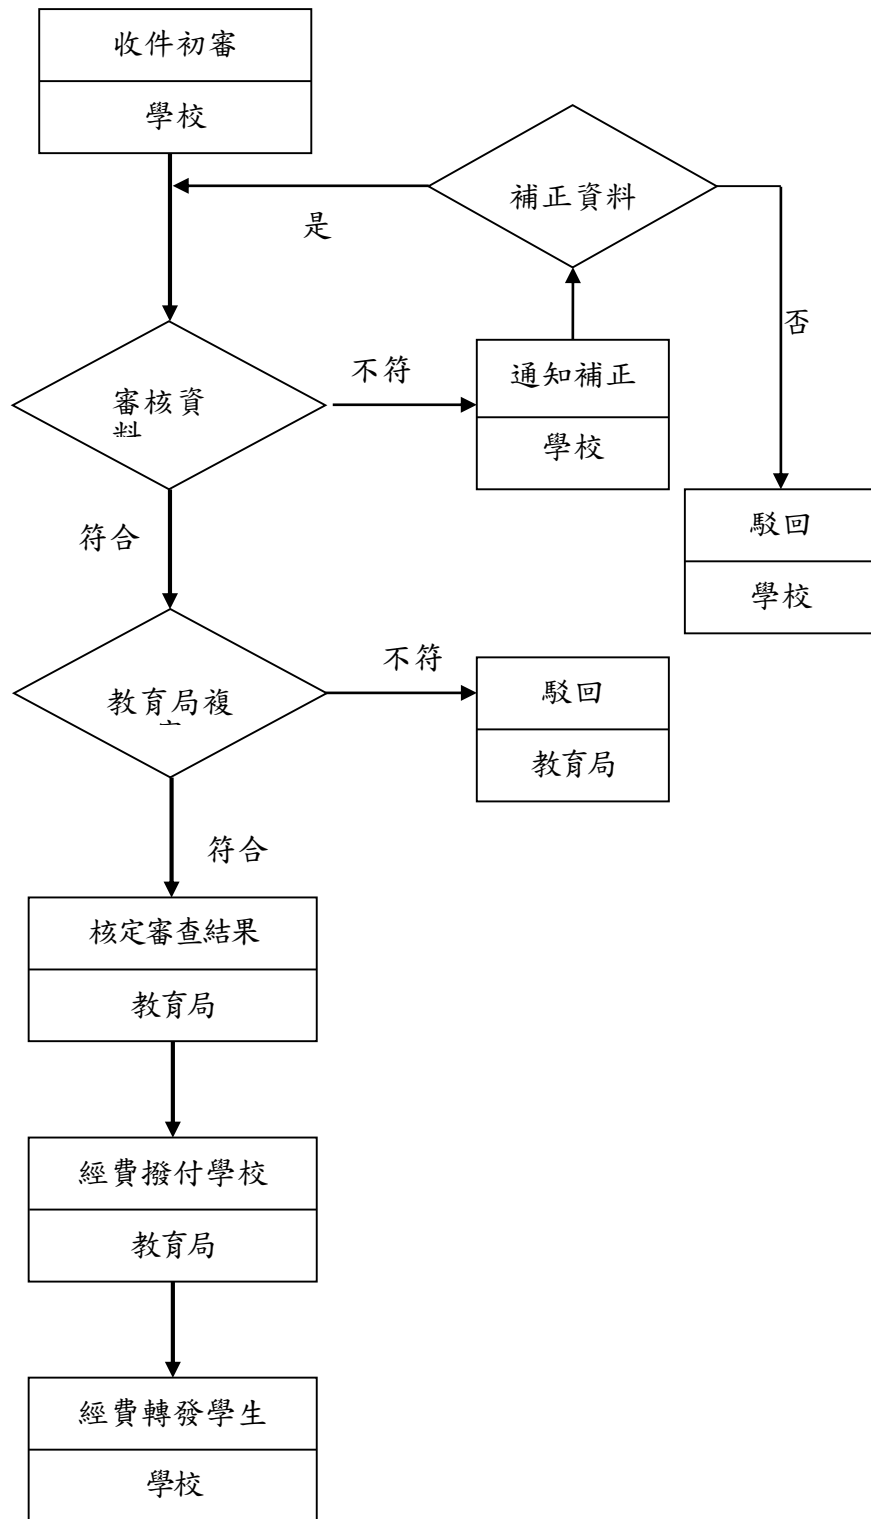 收件初審
學校
補正資料
是
否
不符
通知補正
學校
審核資
料
符合
駁回
學校
不符
教育局複
駁回
教育局
符合
核定審查結果
教育局
經費撥付學校
教育局
經費轉發學生
學校